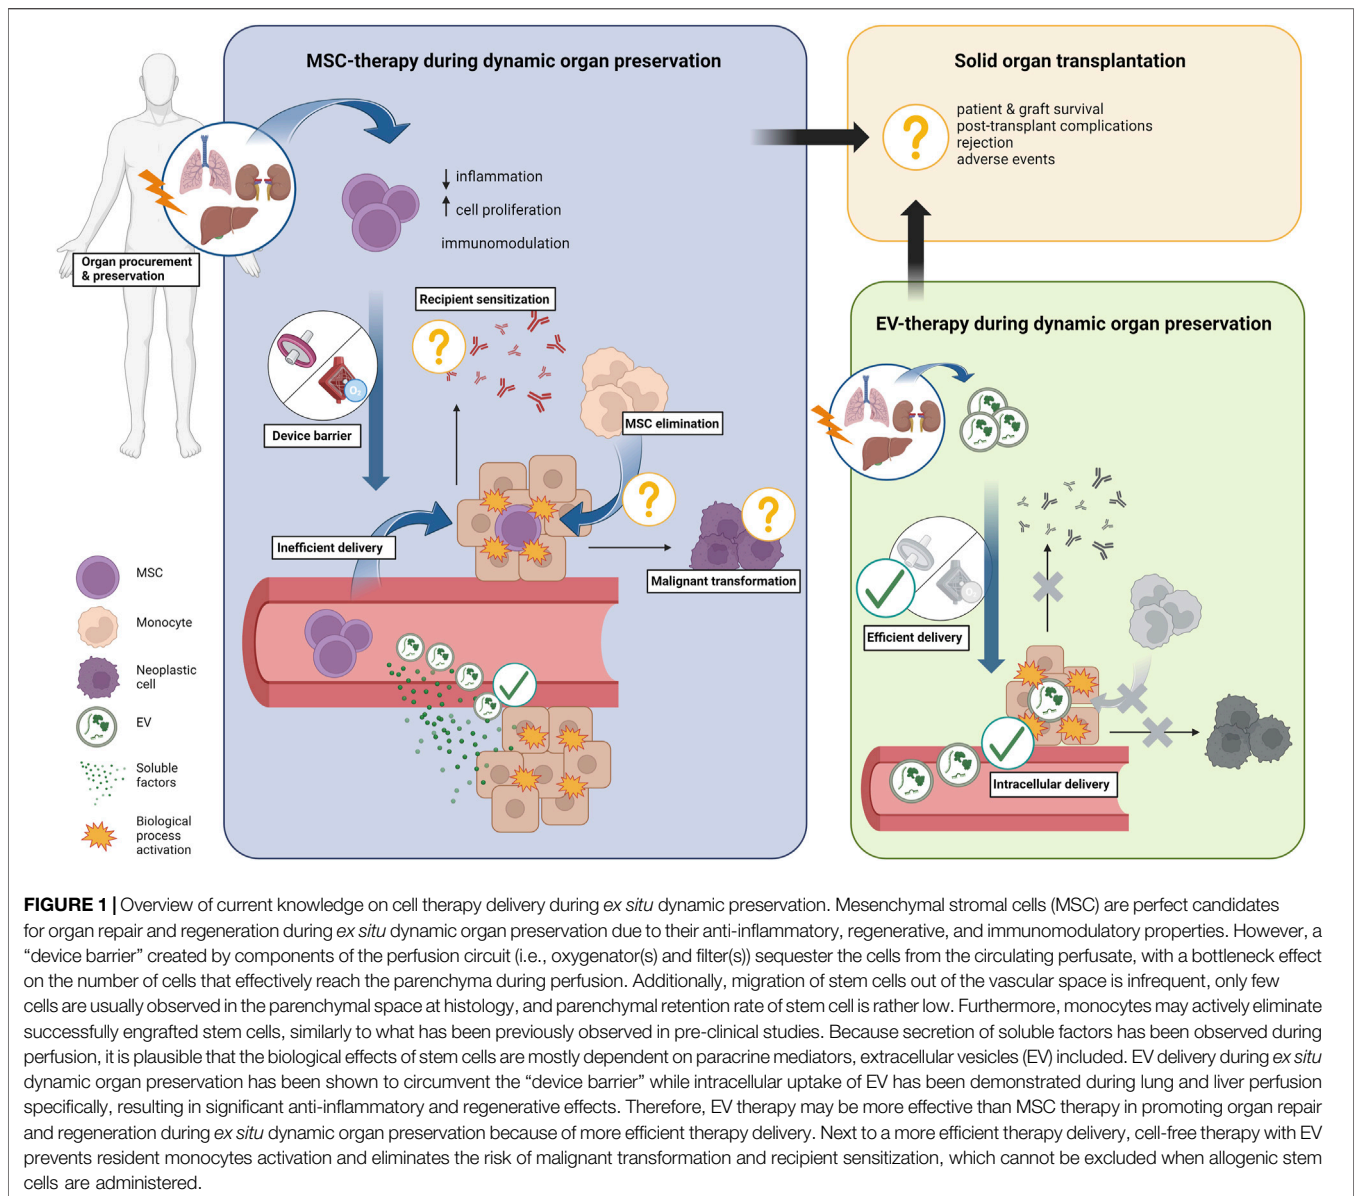 MSC-therapy during dynamic organ preservation
Organ procurement
& preservation
inflammation
cell proliferation
immunomodulation
Recipient sensitization
?
O₂
Device barrier
MSC elimination
?
?
Inefficient delivery
Malignant transformation
MSC
Monocyte
Neoplastic
cell
EV
Soluble
factors
Biological
process
activation
Solid organ transplantation
?
patient & graft survival
post-transplant complications
rejection
adverse events
EV-therapy during dynamic organ preservation
O₂
Efficient delivery
Intracellular delivery
FIGURE 1 | Overview of current knowledge on cell therapy delivery during ex situ dynamic preservation. Mesenchymal stromal cells (MSC) are perfect candidates
for organ repair and regeneration during ex situ dynamic organ preservation due to their anti-inflammatory, regenerative, and immunomodulatory properties. However, a
“device barrier” created by components of the perfusion circuit (i.e., oxygenator(s) and filter(s)) sequester the cells from the circulating perfusate, with a bottleneck effect
on the number of cells that effectively reach the parenchyma during perfusion. Additionally, migration of stem cells out of the vascular space is infrequent, only few
cells are usually observed in the parenchymal space at histology, and parenchymal retention rate of stem cell is rather low. Furthermore, monocytes may actively eliminate
successfully engrafted stem cells, similarly to what has been previously observed in pre-clinical studies. Because secretion of soluble factors has been observed during
perfusion, it is plausible that the biological effects of stem cells are mostly dependent on paracrine mediators, extracellular vesicles (EV) included. EV delivery during ex situ
dynamic organ preservation has been shown to circumvent the “device barrier” while intracellular uptake of EV has been demonstrated during lung and liver perfusion
specifically, resulting in significant anti-inflammatory and regenerative effects. Therefore, EV therapy may be more effective than MSC therapy in promoting organ repair
and regeneration during ex situ dynamic organ preservation because of more efficient therapy delivery. Next to a more efficient therapy delivery, cell-free therapy with EV
prevents resident monocytes activation and eliminates the risk of malignant transformation and recipient sensitization, which cannot be excluded when allogenic stem
cells are administered.